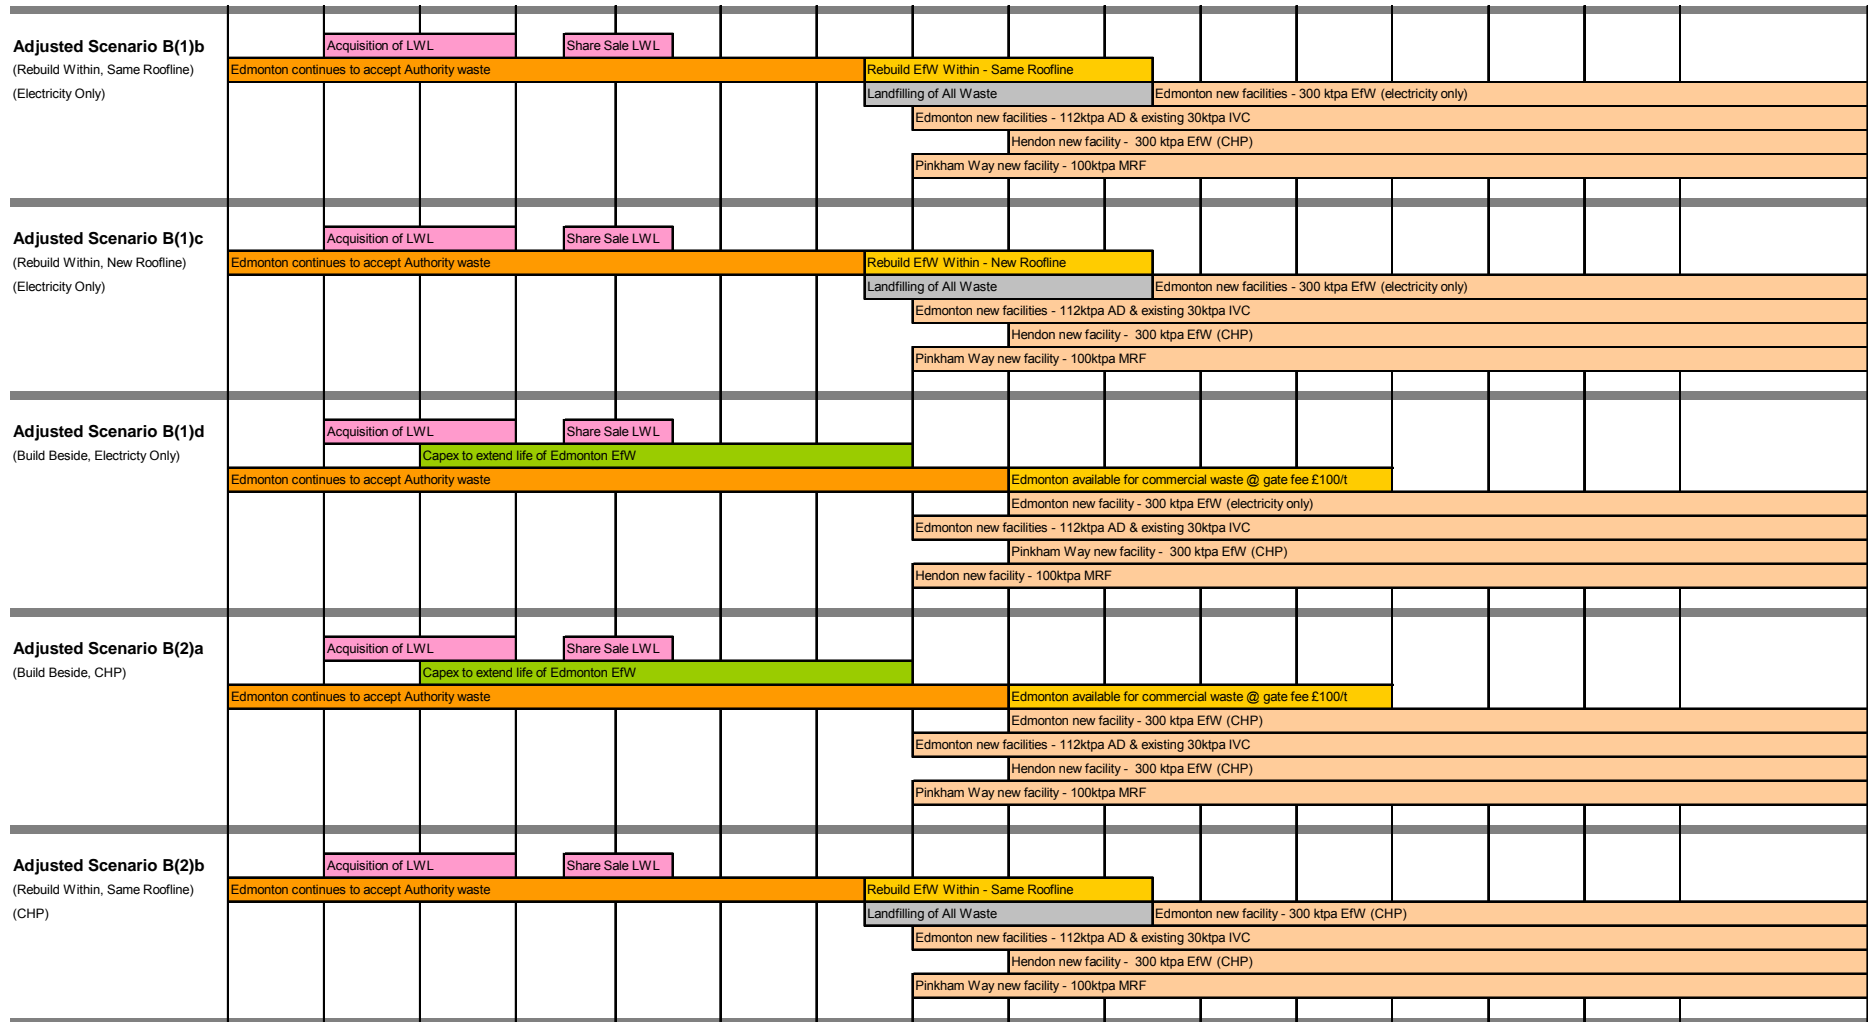 Adjusted Scenario B(1)b
Acquisition of LWL
Share Sale LWL
(Rebuild Within, Same Roofline)
Edmonton continues to accept Authority waste
Rebuild EfW Within - Same Roofline
(Electricity Only)
Landfilling of All Waste
Edmonton new facilities - 300 ktpa EfW (electricity only)
Edmonton new facilities - 112ktpa AD & existing 30ktpa IVC
Hendon new facility - 300 ktpa EfW (CHP)
Pinkham Way new facility - 100ktpa MRF
Adjusted Scenario B(1)c
Acquisition of LWL
Share Sale LWL
(Rebuild Within, New Roofline)
Edmonton continues to accept Authority waste
Rebuild EfW Within - New Roofline
(Electricity Only)
Landfilling of All Waste
Edmonton new facilities - 300 ktpa EfW (electricity only)
Edmonton new facilities - 112ktpa AD & existing 30ktpa IVC
Hendon new facility - 300 ktpa EfW (CHP)
Pinkham Way new facility - 100ktpa MRF
Adjusted Scenario B(1)d
Acquisition of LWL
Share Sale LWL
(Build Beside, Electricty Only)
Capex to extend life of Edmonton EfW
Edmonton continues to accept Authority waste
Edmonton available for commercial waste @ gate fee £100/t
Edmonton new facility - 300 ktpa EfW (electricity only)
Edmonton new facilities - 112ktpa AD & existing 30ktpa IVC
Pinkham Way new facility - 300 ktpa EfW (CHP)
Hendon new facility - 100ktpa MRF
Adjusted Scenario B(2)a
Acquisition of LWL
Share Sale LWL
(Build Beside, CHP)
Capex to extend life of Edmonton EfW
Edmonton continues to accept Authority waste
Edmonton available for commercial waste @ gate fee £100/t
Edmonton new facility - 300 ktpa EfW (CHP)
Edmonton new facilities - 112ktpa AD & existing 30ktpa IVC
Hendon new facility - 300 ktpa EfW (CHP)
Pinkham Way new facility - 100ktpa MRF
Adjusted Scenario B(2)b
Acquisition of LWL
Share Sale LWL
(Rebuild Within, Same Roofline)
Edmonton continues to accept Authority waste
Rebuild EfW Within - Same Roofline
(CHP)
Landfilling of All Waste
Edmonton new facility - 300 ktpa EfW (CHP)
Edmonton new facilities - 112ktpa AD & existing 30ktpa IVC
Hendon new facility - 300 ktpa EfW (CHP)
Pinkham Way new facility - 100ktpa MRF